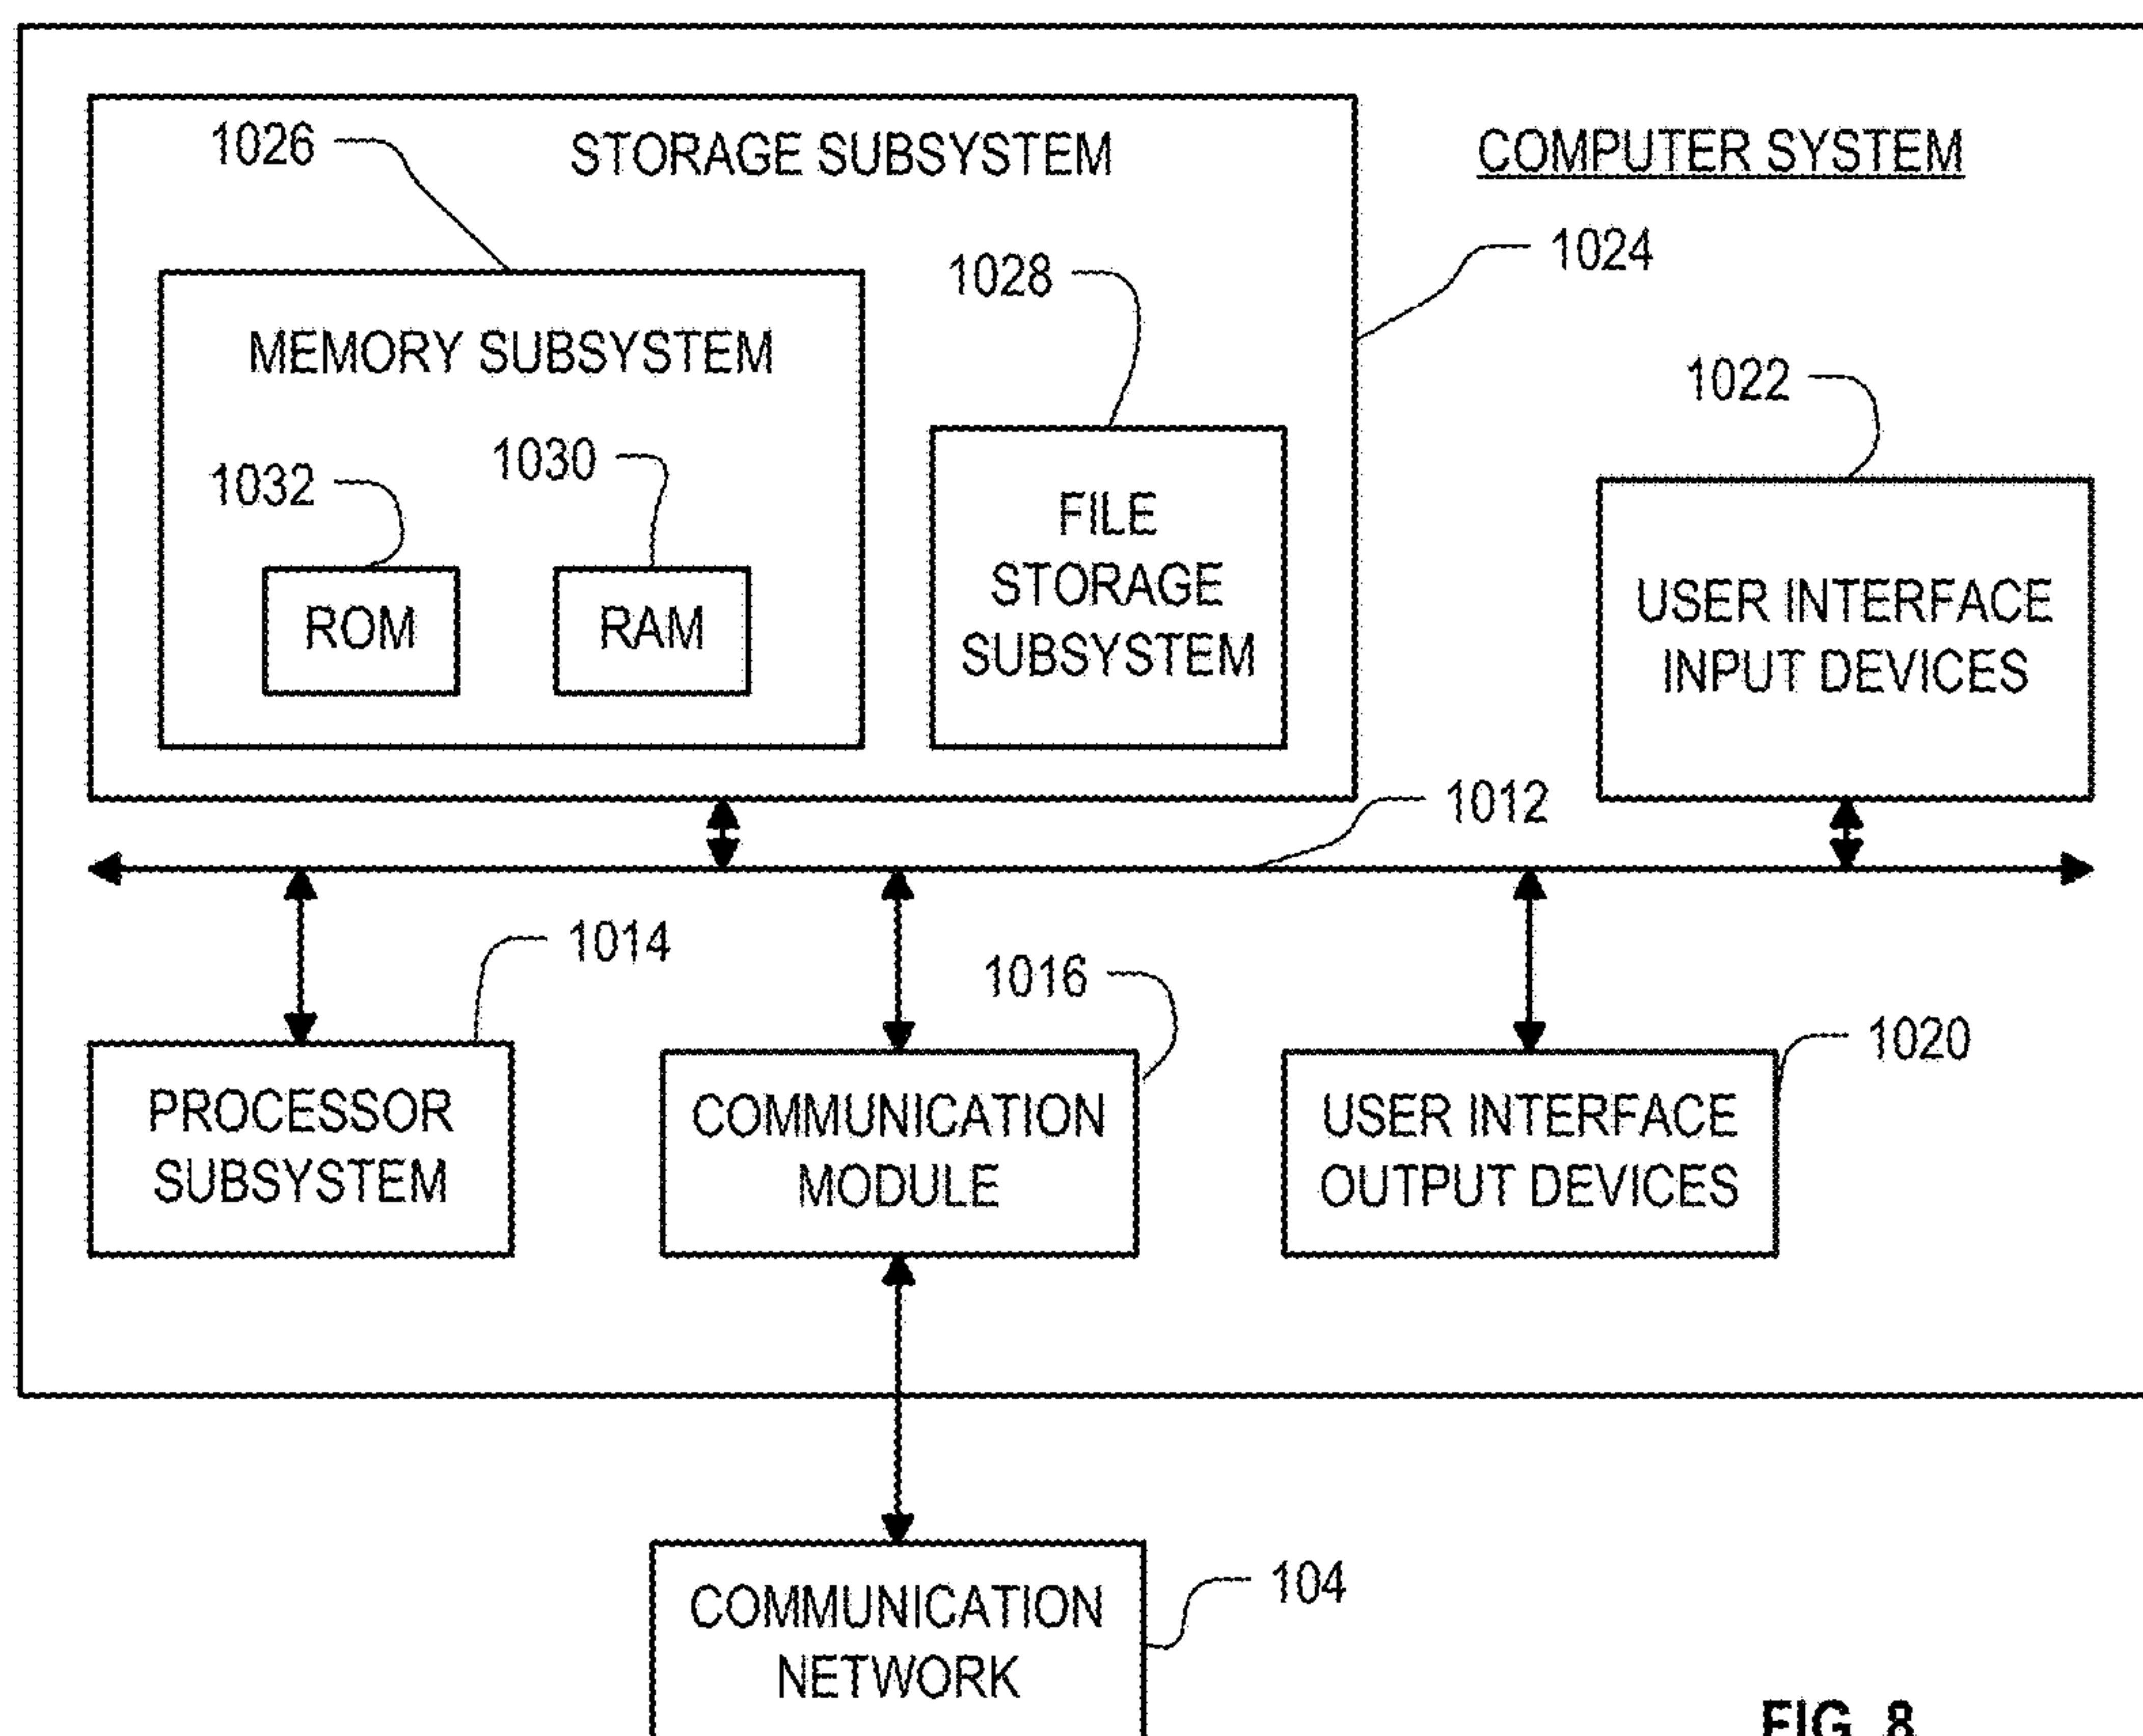 1026
STORAGE SUBSYSTEM
COMPUTER SYSTEM
1024
1028
MEMORY SUBSYSTEM
1022
1032
1030
ROM
RAM
FILE
STORAGE
SUBSYSTEM
USER INTERFACE
INPUT DEVICES
1012
1014
1016
1020
PROCESSOR
SUBSYSTEM
COMMUNICATION
MODULE
USER INTERFACE
OUTPUT DEVICES
104
COMMUNICATION
NETWORK
FIG. 8